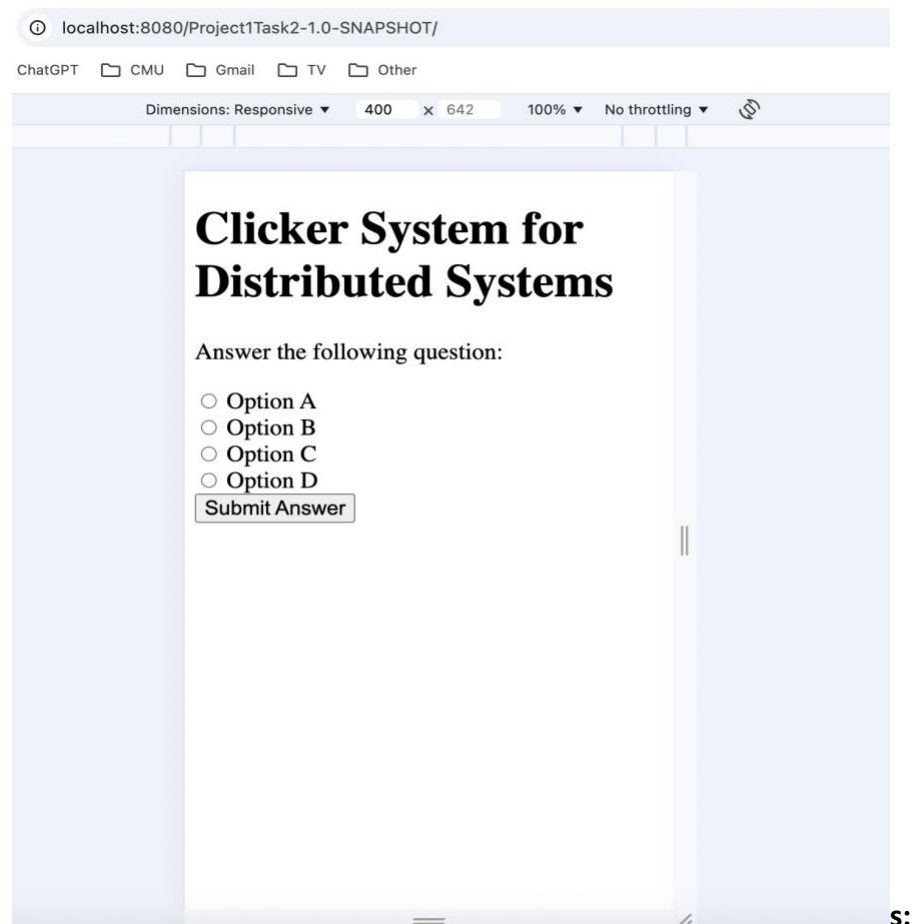 localhost:8080/Project1Task2-1.0-SNAPSHOT/
ChatGPT CMU Gmail TV Other
Dimensions: Responsive 400 x 642 100% No throttling
Clicker System for
Distributed Systems
Answer the following question:
Option A
Option B
Option C
Option D
Submit Answer
s: